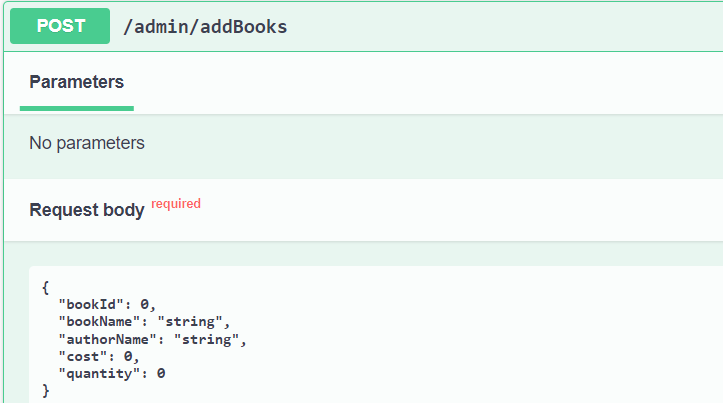 POST /admin/addBooks
Parameters
No parameters
Request body required
{
"bookId": 0,
"bookName": "string",
"authorName": "string",
"cost": 0,
"quantity": 0
}